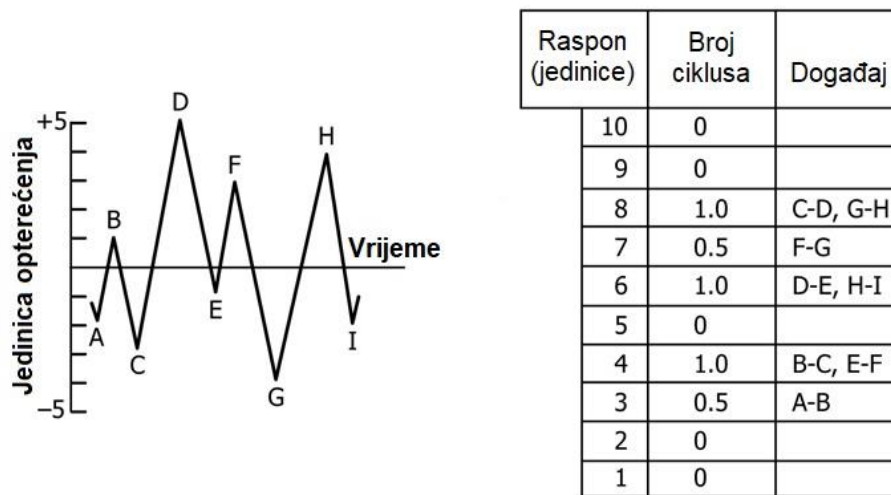 Jedinica opterećenja
+5
−5
A
B
C
D
E
F
G
H
I
Vrijeme
Raspon (jedinice) Broj ciklusa Događaj
10 0
9 0
8 1.0 C-D, G-H
7 0.5 F-G
6 1.0 D-E, H-I
5 0
4 1.0 B-C, E-F
3 0.5 A-B
2 0
1 0